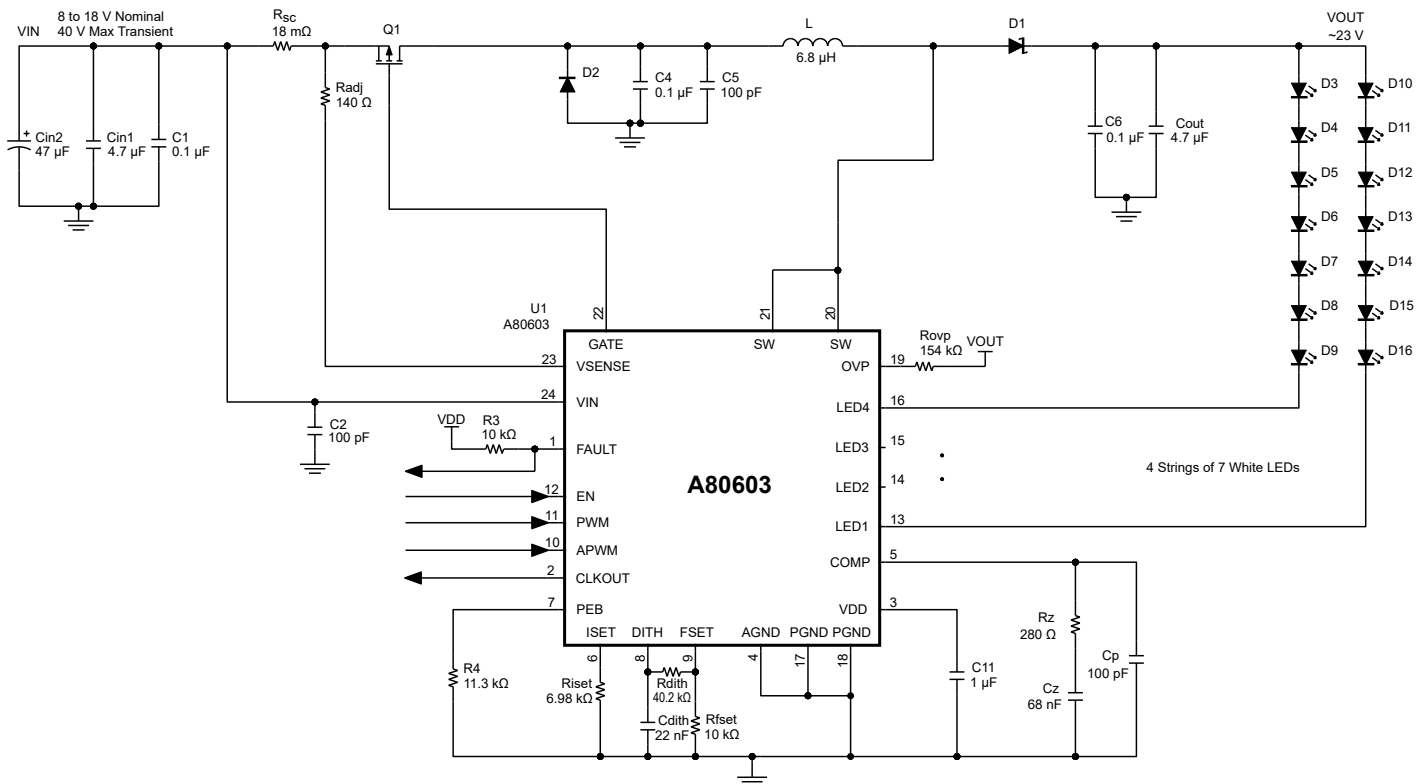 8 to 18 V Nominal
VIN 40 V Max Transient
Rsc
18 mΩ
Q1
L
6.8 µH
D1
VOUT
~23 V
Radj
140 Ω
D2
C4
0.1 µF
C5
100 pF
+
Cin2
47 µF
Cin1
4.7 µF
C1
0.1 µF
C6
0.1 µF
Cout
4.7 µF
D3
D4
D5
D6
D7
D8
D9
D10
D11
D12
D13
D14
D15
D16
U1
A80603
22
GATE
21
SW
20
SW
23 VSENSE
24 VIN
C2
100 pF
VDD
R3
10 kΩ
1 FAULT
12 EN
11 PWM
10 APWM
2 CLKOUT
7 PEB
A80603
OVP 19
Rovp
154 kΩ
VOUT
LED4 16
LED3 15
LED2 14
LED1 13
4 Strings of 7 White LEDs
COMP 5
VDD 3
ISET
6
DITH
8
FSET
9
AGND
4
PGND
17
PGND
18
R4
11.3 kΩ
Riset
6.98 kΩ
Rdith
40.2 kΩ
Cdith
22 nF
Rfset
10 kΩ
C11
1 µF
Rz
280 Ω
Cz
68 nF
Cp
100 pF